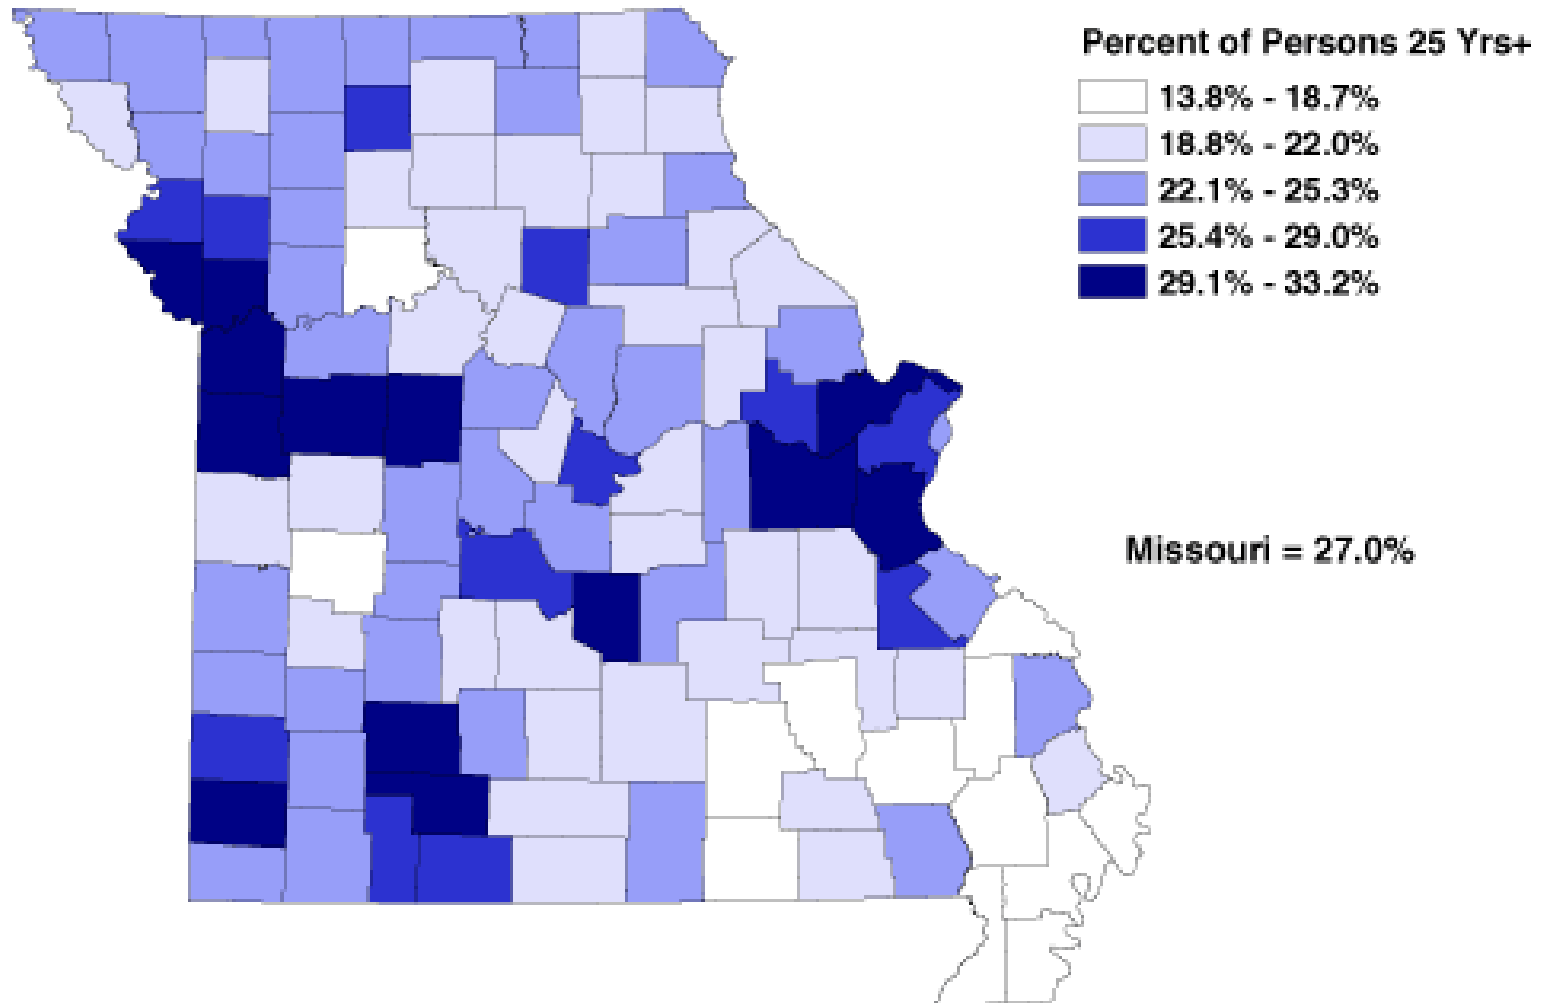 Percent of Persons 25 Yrs+
13.8% - 18.7%
18.8% - 22.0%
22.1% - 25.3%
25.4% - 29.0%
29.1% - 33.2%
Missouri = 27.0%